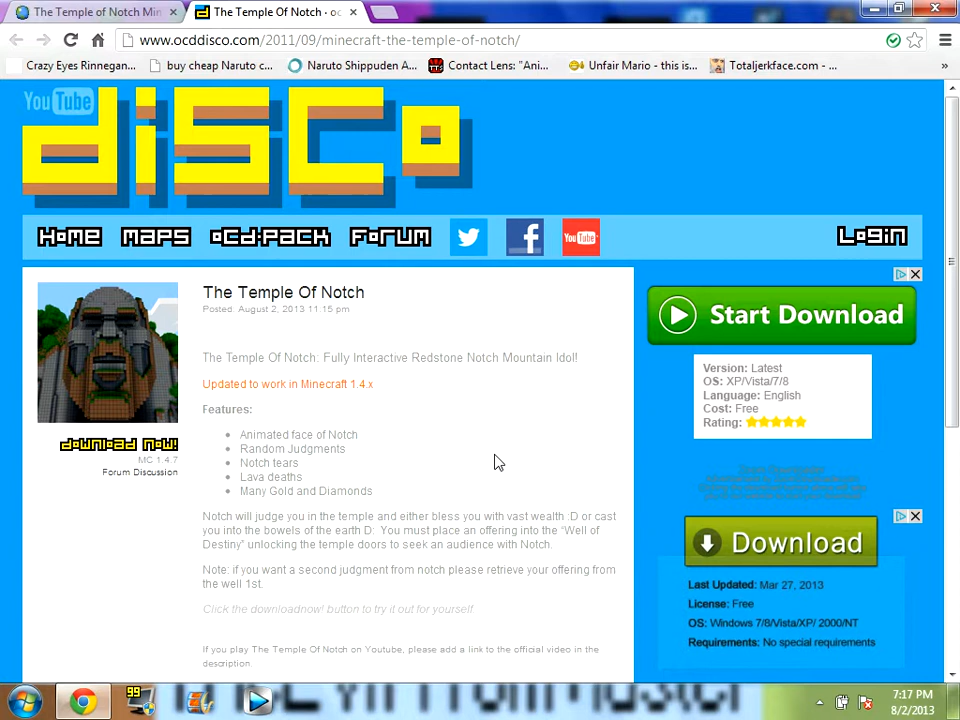 The Temple of Notch Min
The Temple Of Notch · oc
www.ocddisco.com/2011/09/minecraft-the-temple-of-notch/
Crazy Eyes Rinnegan...
buy cheap Naruto c...
Naruto Shippuden A...
Contact Lens: "Ani...
Unfair Mario - this is...
Totaljerkface.com - ...
»
YouTube
disco
Home
maps
ocd:pack
Forum
You Tube
Login
The Temple Of Notch
Posted: August 2, 2013 11.15 pm
The Temple Of Notch: Fully Interactive Redstone Notch Mountain Idol!
Updated to work in Minecraft 1.4.x
Features:
Animated face of Notch
Random Judgments
Notch tears
Lava deaths
Many Gold and Diamonds
download now!
MC 1.4.7
Forum Discussion
Notch will judge you in the temple and either bless you with vast wealth :D or cast
you into the bowels of the earth D: You must place an offering into the "Well of
Destiny" unlocking the temple doors to seek an audience with Notch.
Note: if you want a second judgment from notch please retrieve your offering from
the well 1st.
Click the downloadnow! button to try it out for yourself
If you play The Temple Of Notch on Youtube, please add a link to the official video in the
description.
Start Download
Version: Latest
OS: XP/Vista/7/8
Language: English
Cost: Free
Rating:
Download
Last Updated: Mar 27, 2013
License: Free
OS: Windows 7/8/Vista/XP/ 2000/NT
Requirements: No special requirements
99
7:17 PM
8/2/2013